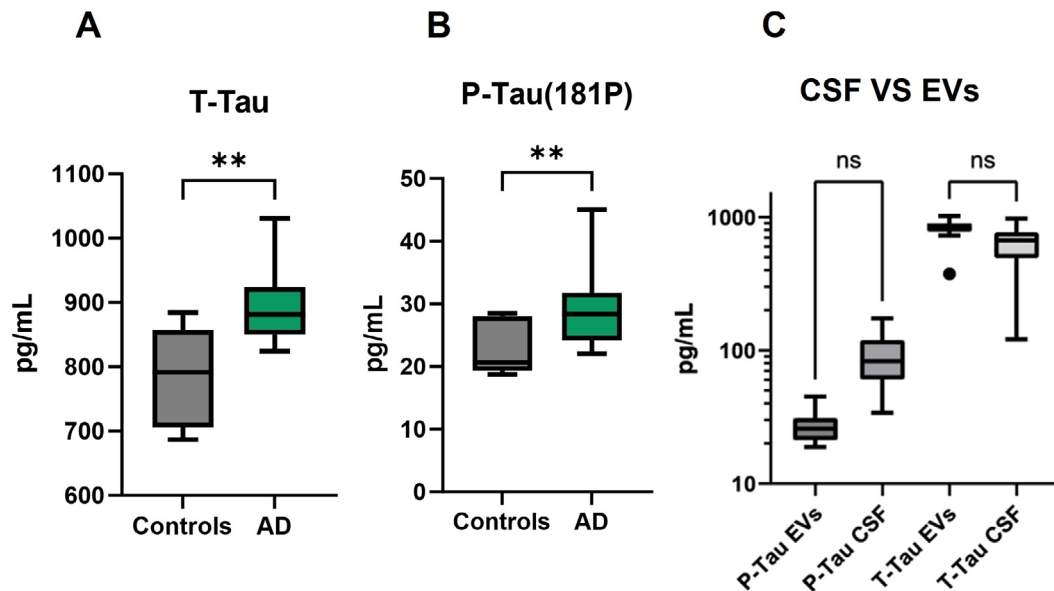 A
T-Tau
**
pg/mL
1100
1000
900
800
700
600
Controls
AD
B
P-Tau(181P)
**
pg/mL
50
40
30
20
10
0
Controls
AD
C
CSF VS EVs
ns
ns
pg/mL
1000
100
10
P-Tau EVs
P-Tau CSF
T-Tau EVs
T-Tau CSF